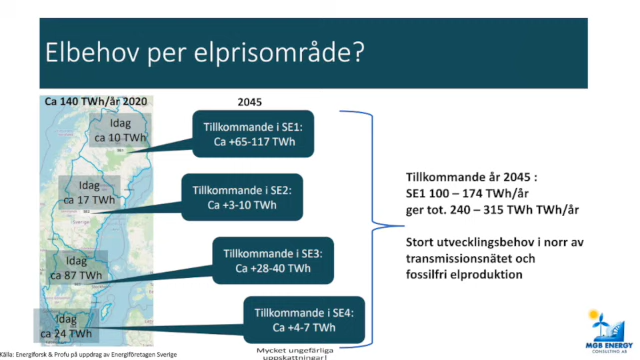 Elbehov per elprisområde?
Ca 140 TWh/år 2020
2045
Idag
ca 10 TWh
Tillkommande i SE1:
Ca +65-117 TWh
Idag
ca 17 TWh
Tillkommande i SE2:
Ca +3-10 TWh
Idag
ca 87 TWh
Tillkommande i SE3:
Ca +28-40 TWh
Idag
ca 24 TWh
Tillkommande i SE4:
Ca +4-7 TWh
Tillkommande år 2045 :
SE1 100 – 174 TWh/år
ger tot. 240 – 315 TWh TWh/år
Stort utvecklingsbehov i norr av
transmissionsnätet och
fossilfri elproduktion
MGB ENERGY
CONSULTING AB
Källa: Energiforsk & Profu på uppdrag av Energiföretagen Sverige
Mycket ungefärliga
uppskattningar!